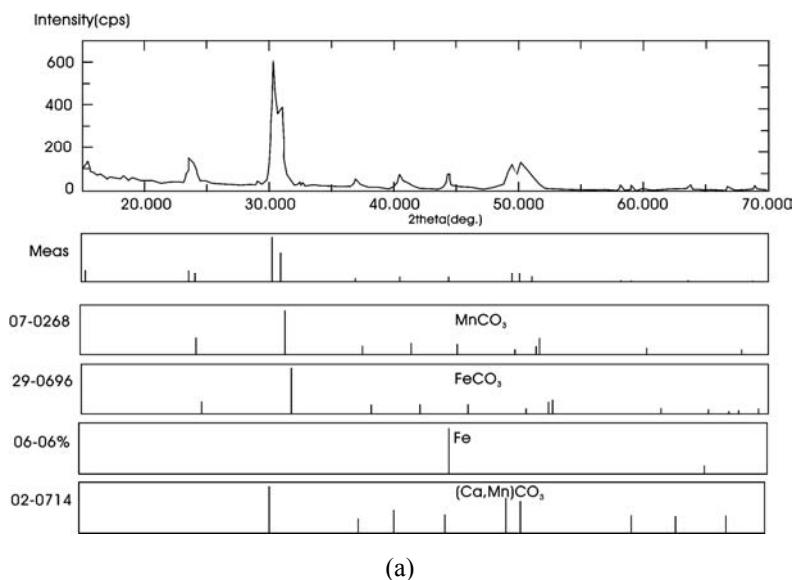 Intensity(cps)
600
400
200
0
20.000 30.000 40.000 50.000 60.000 70.000
2theta(deg.)
Meas
07-0268 MnCO₃
29-0696 FeCO₃
06-06% Fe
02-0714 (Ca,Mn)CO₃
(a)